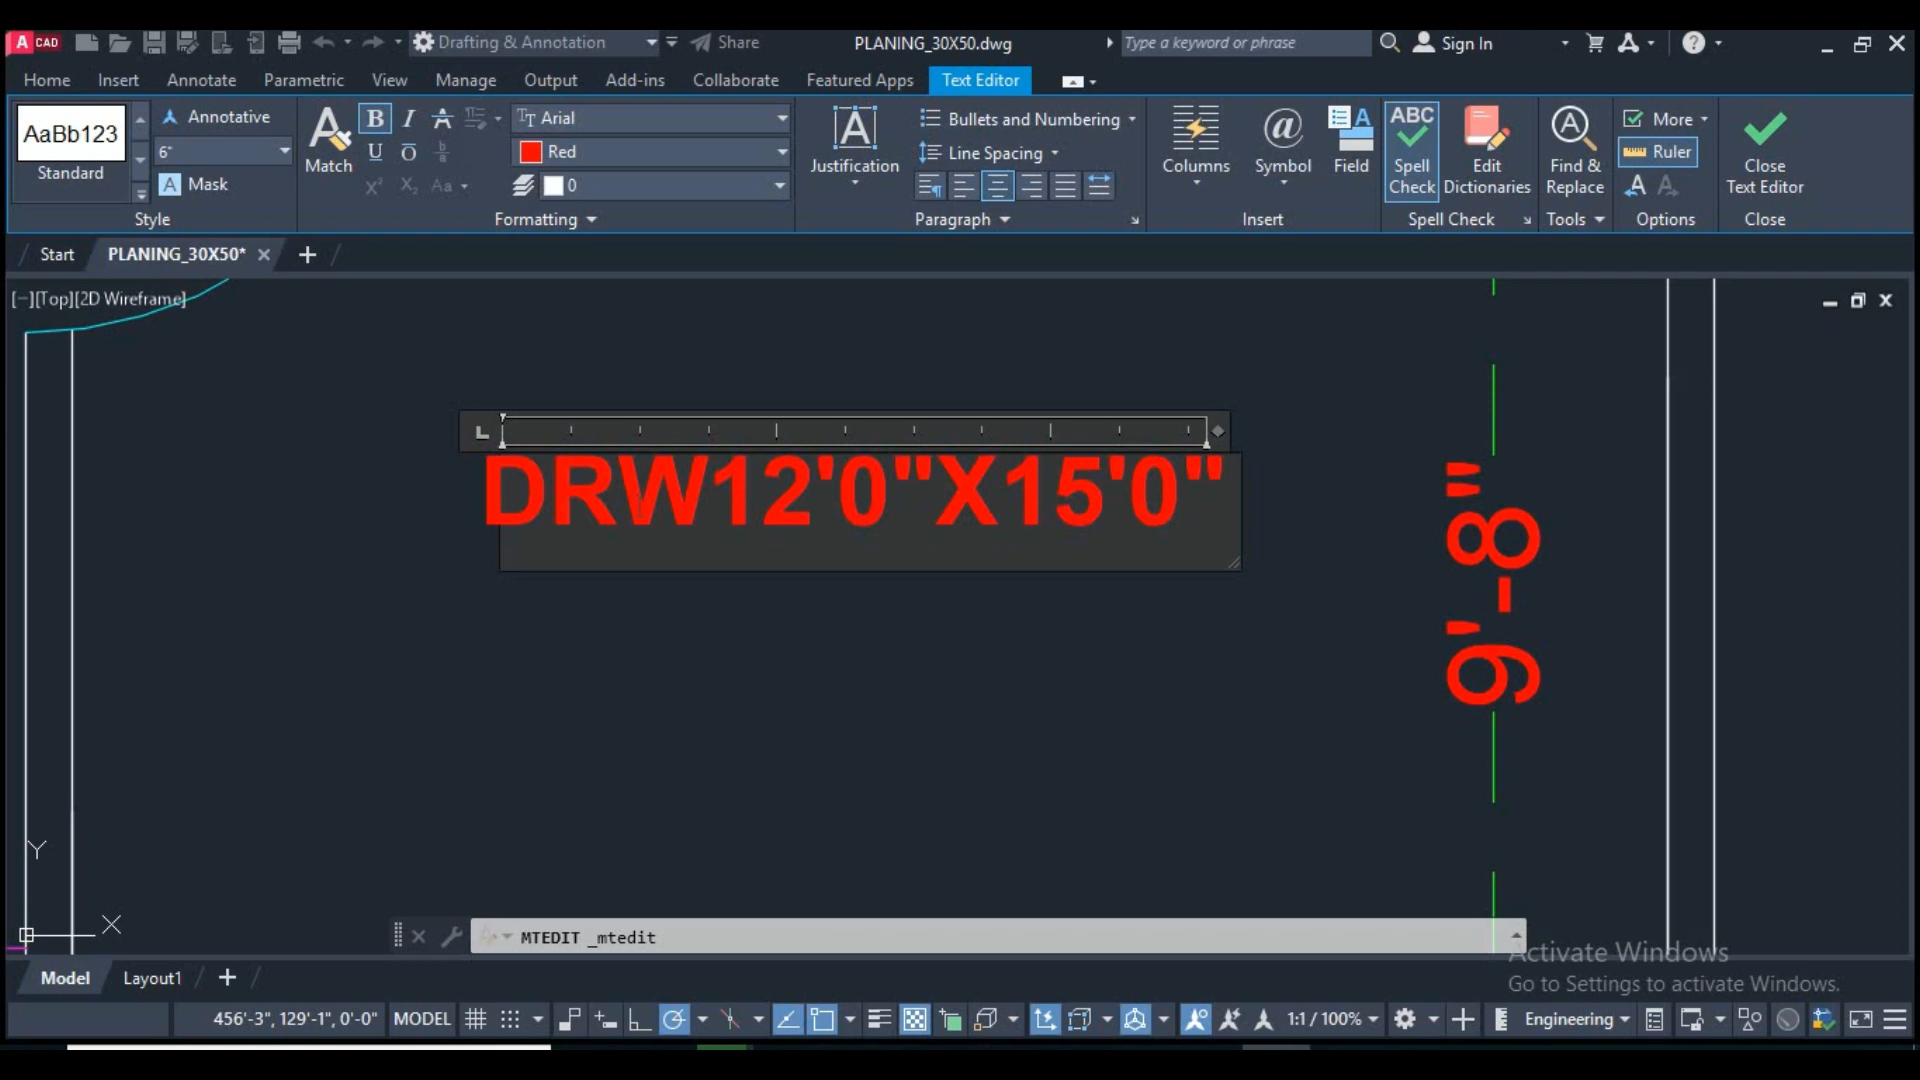 A CAD
Drafting & Annotation
Share
PLANING_30X50.dwg
Type a keyword or phrase
Sign In
Home Insert Annotate Parametric View Manage Output Add-ins Collaborate Featured Apps Text Editor
AaBb123
Standard
Annotative
6"
Mask
Style
Match
B I A
U O b/a
X² X₂ Aa
Arial
Red
0
Formatting
Justification
Bullets and Numbering
Line Spacing
Paragraph
Columns
Symbol
Field
Insert
ABC
Spell Check
Edit Dictionaries
Spell Check
Find & Replace
Tools
More
Ruler
Options
Close Text Editor
Close
Start
PLANING_30X50*
[−][Top][2D Wireframe]
DRW12'0"X15'0"
9'-8"
Y
X
MTEDIT _mtedit
Activate Windows
Go to Settings to activate Windows.
Model Layout1
456'-3", 129'-1", 0'-0"
MODEL
1:1 / 100%
Engineering